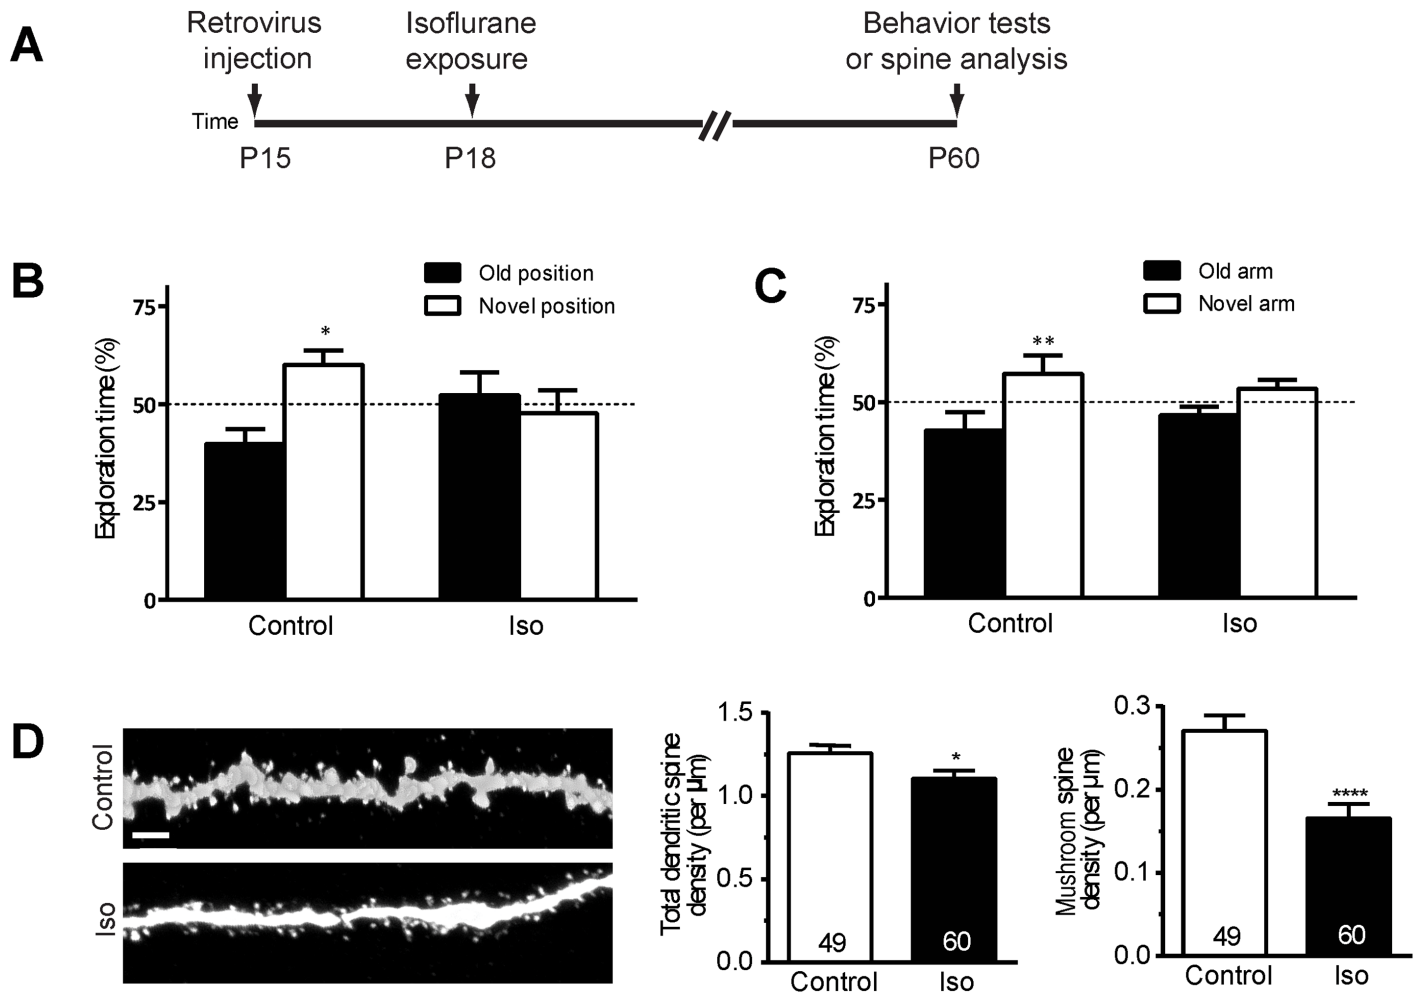 A
Retrovirus injection
Isoflurane exposure
Behavior tests or spine analysis
Time
P15
P18
P60
B
Old position
Novel position
Exploration time (%)
75
50
25
0
*
Control
Iso
C
Old arm
Novel arm
Exploration time (%)
75
50
25
0
**
Control
Iso
D
Control
Iso
Total dendritic spine density (per µm)
1.5
1.0
0.5
0.0
*
49
60
Control
Iso
Mushroom spine density (per µm)
0.3
0.2
0.1
0.0
****
49
60
Control
Iso